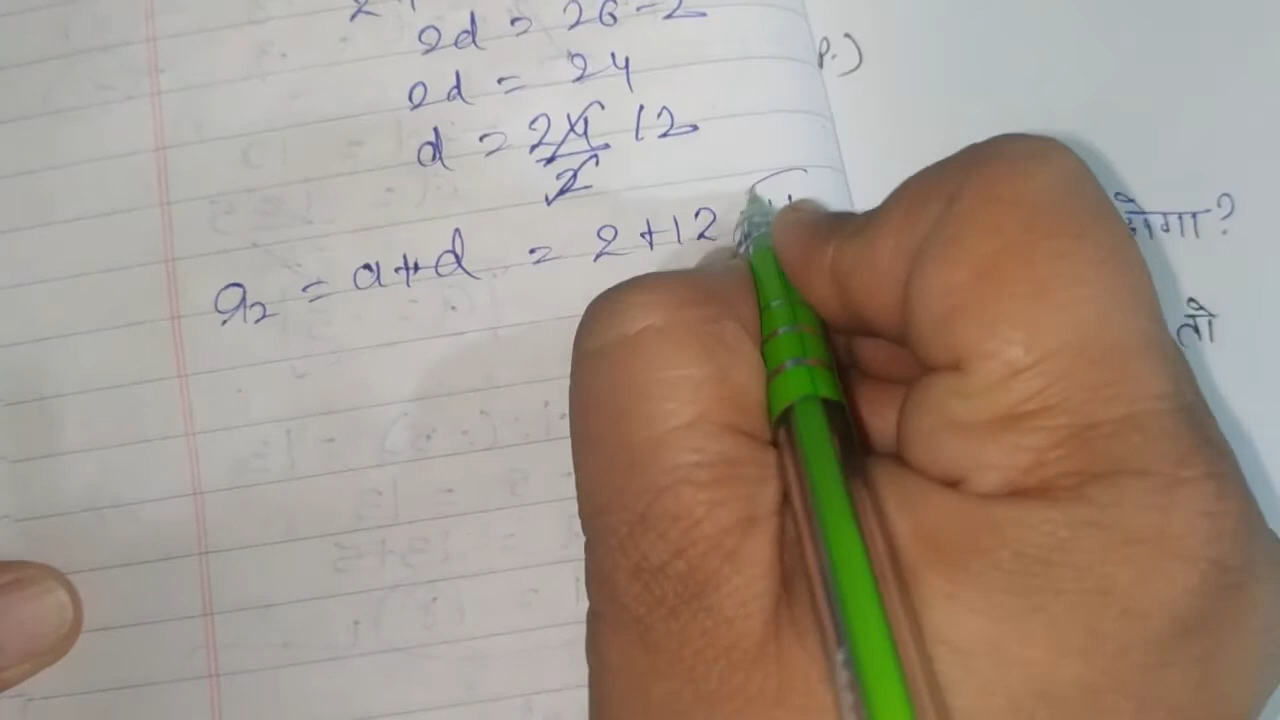 2d = 26 - 2
2d = 24
d = 24/2 12
a₂ = a+d = 2+12
P.)
होगा?
तो